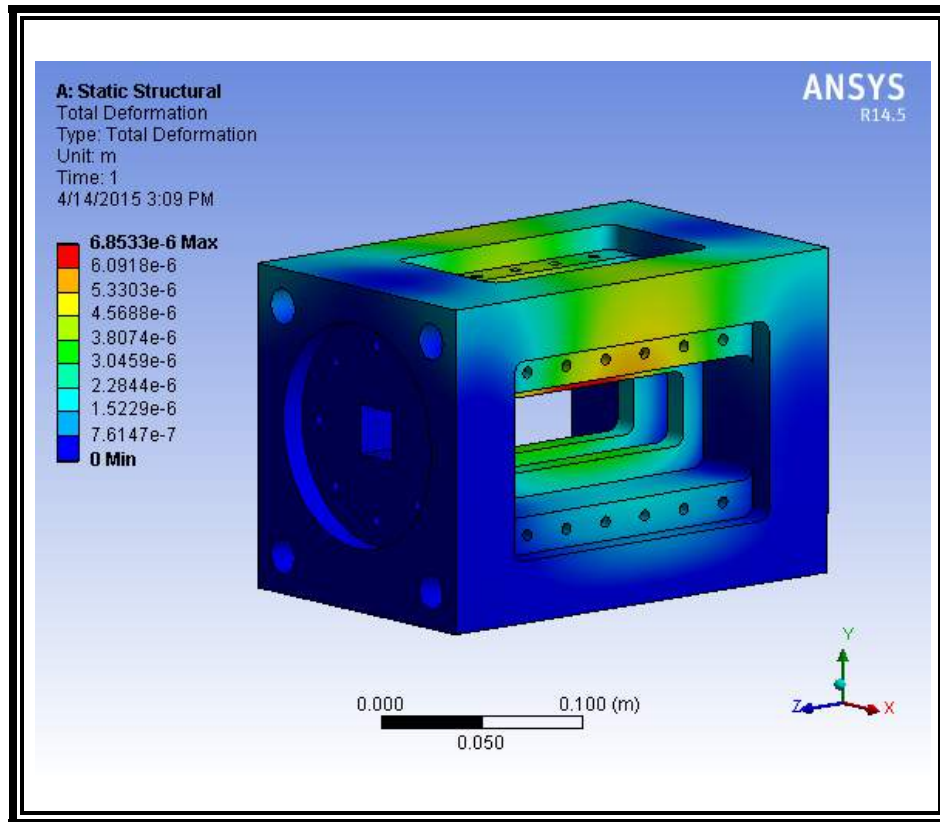 A: Static Structural
Total Deformation
Type: Total Deformation
Unit: m
Time: 1
4/14/2015 3:09 PM
ANSYS
R14.5
6.8533e-6 Max
6.0918e-6
5.3303e-6
4.5688e-6
3.8074e-6
3.0459e-6
2.2844e-6
1.5229e-6
7.6147e-7
0 Min
0.000 0.100 (m)
0.050
Y
Z X